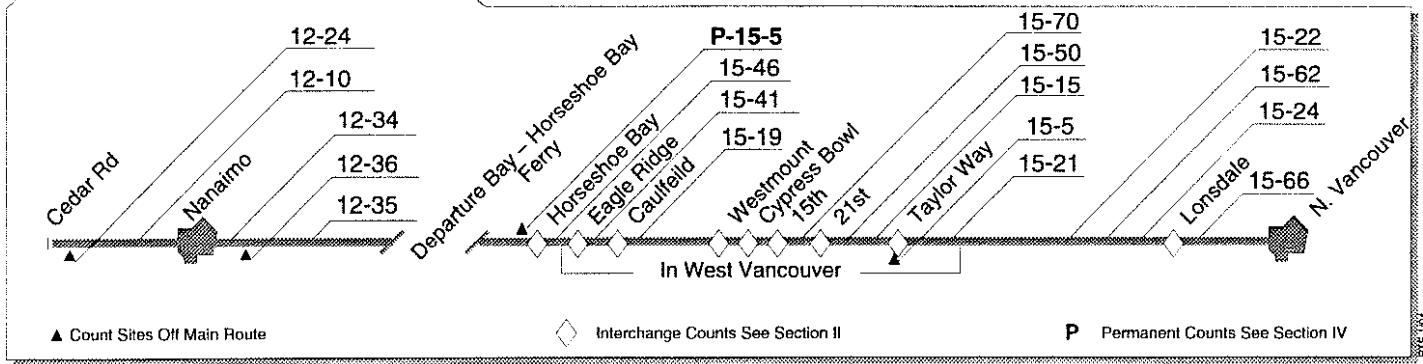 12-24
12-10
12-34
12-36
12-35
Cedar Rd
Nanaimo
Departure Bay – Horseshoe Bay
Ferry
P-15-5
15-46
15-41
15-19
Horseshoe Bay
Eagle Ridge
Caulfeild
Westmount
Cypress Bowl
15th
21st
Taylor Way
15-70
15-50
15-15
15-5
15-21
15-22
15-62
15-24
15-66
Lonsdale
N. Vancouver
In West Vancouver
▲ Count Sites Off Main Route
Interchange Counts See Section II
P Permanent Counts See Section IV